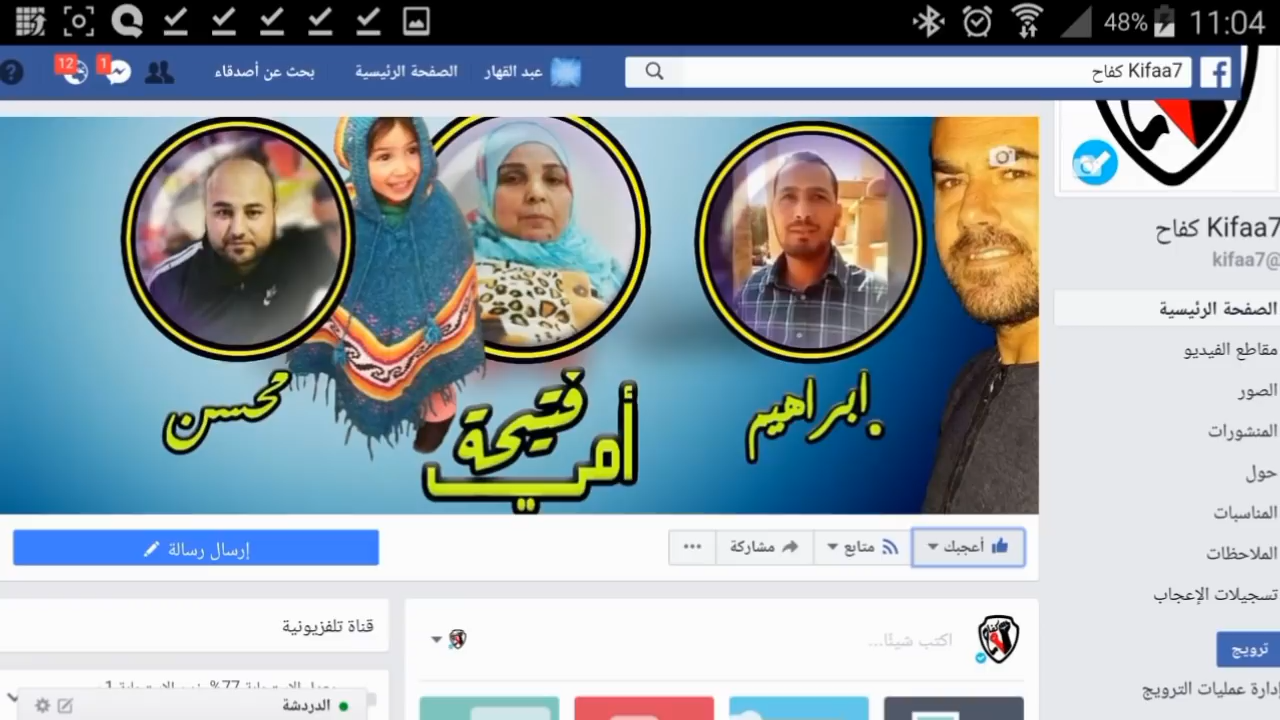 48% 11:04
Kifaa7 كفاح
عبد القهار
الصفحة الرئيسية
بحث عن أصدقاء
1
12
?
ابراهيم
أمي
فتيحة
محسن
Kifaa7 كفاح
@kifaa7
الصفحة الرئيسية
مقاطع الفيديو
الصور
المنشورات
حول
المناسبات
الملاحظات
تسجيلات الإعجاب
ترويج
إدارة عمليات الترويج
أعجبك
متابع
مشاركة
إرسال رسالة
اكتب شيئًا...
قناة تلفزيونية
77%
الدردشة